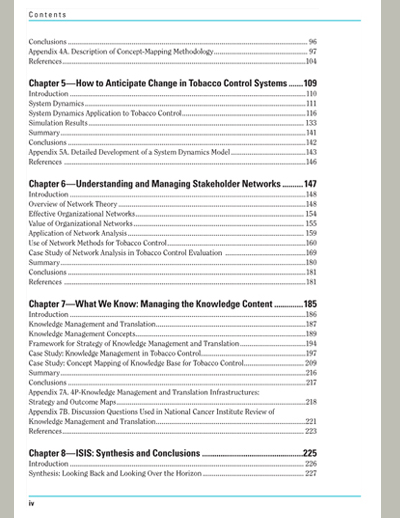 Contents
Conclusions 96
Appendix 4A. Description of Concept-Mapping Methodology 97
References 104
Chapter 5—How to Anticipate Change in Tobacco Control Systems 109
Introduction 110
System Dynamics 111
System Dynamics Application to Tobacco Control 116
Simulation Results 133
Summary 141
Conclusions 142
Appendix 5A. Detailed Development of a System Dynamics Model 143
References 146
Chapter 6—Understanding and Managing Stakeholder Networks 147
Introduction 148
Overview of Network Theory 148
Effective Organizational Networks 154
Value of Organizational Networks 155
Application of Network Analysis 159
Use of Network Methods for Tobacco Control 160
Case Study of Network Analysis in Tobacco Control Evaluation 169
Summary 180
Conclusions 181
References 181
Chapter 7—What We Know: Managing the Knowledge Content 185
Introduction 186
Knowledge Management and Translation 187
Knowledge Management Concepts 189
Framework for Strategy of Knowledge Management and Translation 194
Case Study: Knowledge Management in Tobacco Control 197
Case Study: Concept Mapping of Knowledge Base for Tobacco Control 209
Summary 216
Conclusions 217
Appendix 7A. 4P-Knowledge Management and Translation Infrastructures:
Strategy and Outcome Maps 218
Appendix 7B. Discussion Questions Used in National Cancer Institute Review of
Knowledge Management and Translation 221
References 223
Chapter 8—ISIS: Synthesis and Conclusions 225
Introduction 226
Synthesis: Looking Back and Looking Over the Horizon 227
iv